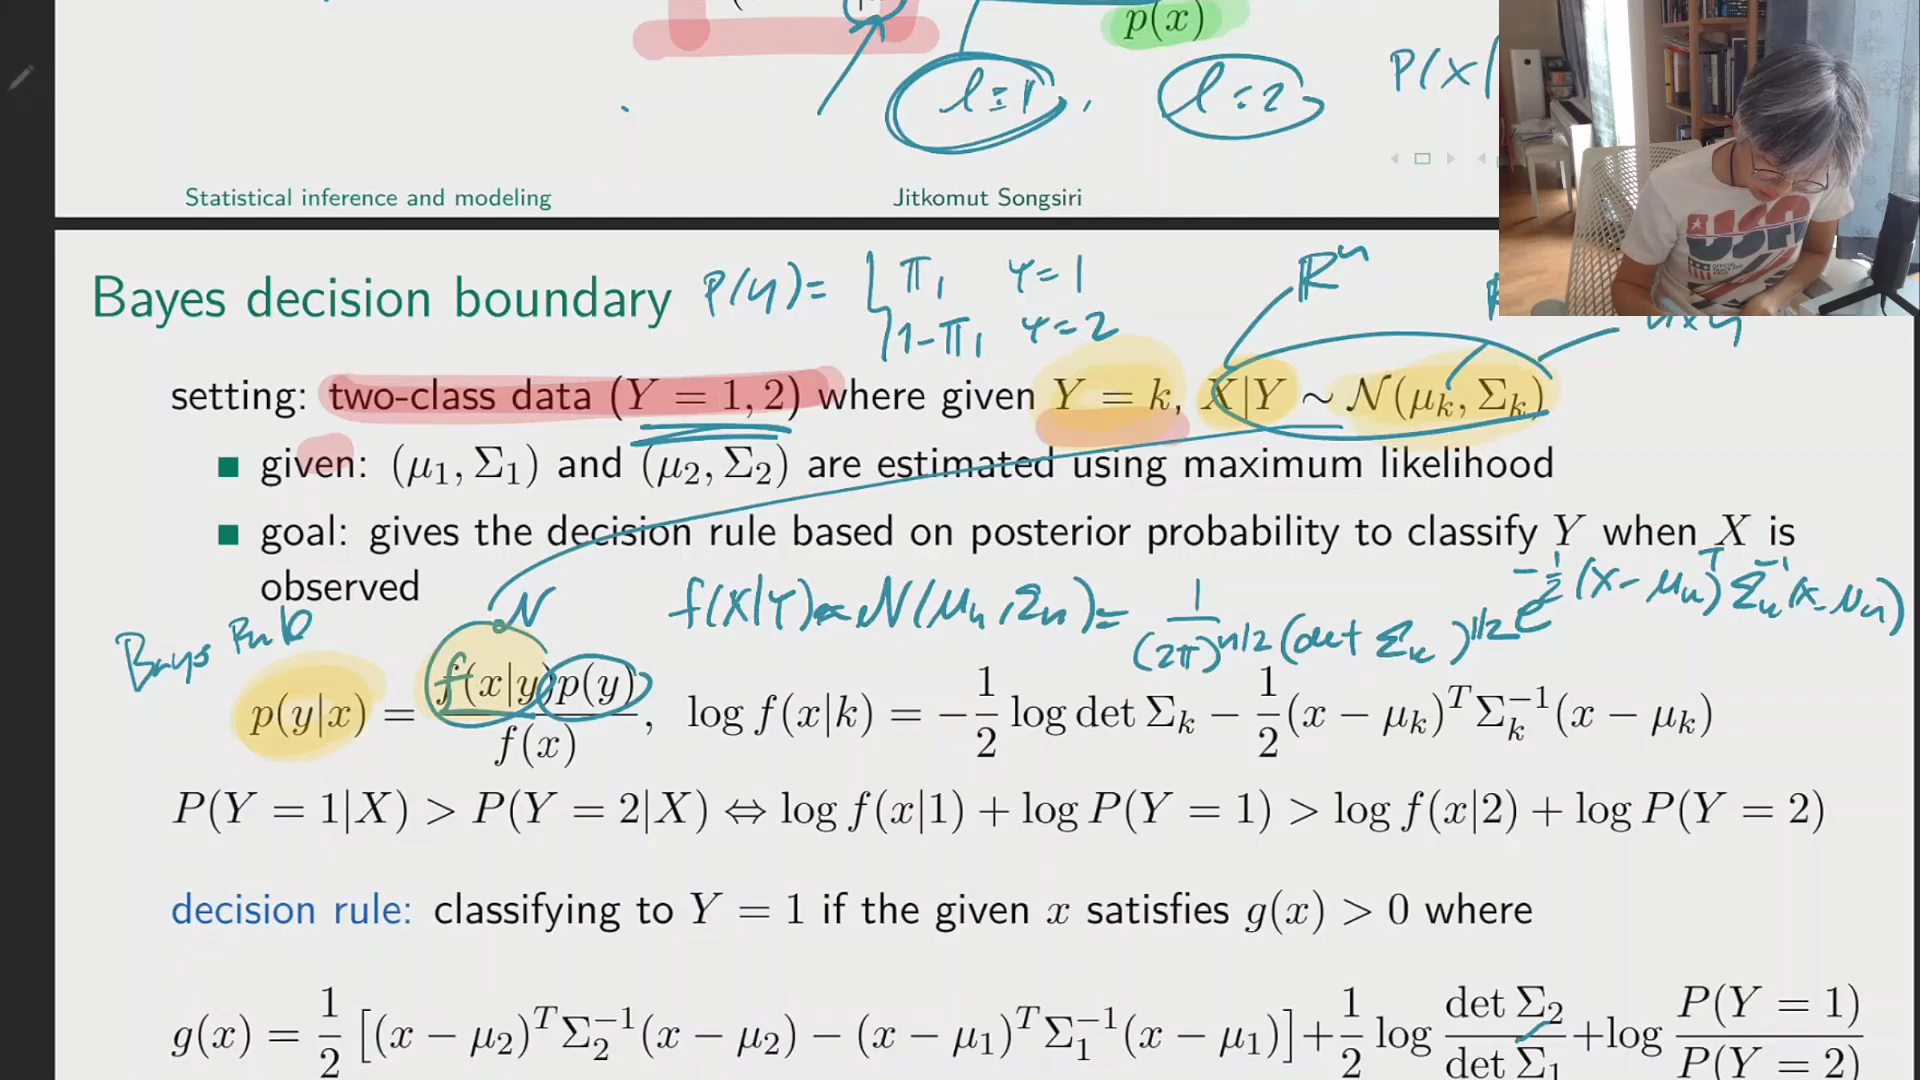 p(x)
l=1, l=2 P(X|
Statistical inference and modeling Jitkomut Songsiri
Bayes decision boundary P(y) = { π₁ Y=1
1-π₁ Y=2
ℝⁿ
setting: two-class data (Y = 1, 2) where given Y = k, X|Y ∼ 𝒩(μₖ, Σₖ)
■ given: (μ₁, Σ₁) and (μ₂, Σ₂) are estimated using maximum likelihood
■ goal: gives the decision rule based on posterior probability to classify Y when X is
observed
N
f(X|Y) ∝ N(μₖ, Σₖ) = 1 / (2π)^{n/2} (det Σₖ)^{1/2} e^{-1/2 (x-μₖ)^T Σₖ^{-1} (x-μₖ)}
Bays Rule
p(y|x) = f(x|y)p(y) / f(x), log f(x|k) = −1/2 log det Σₖ − 1/2 (x − μₖ)^T Σₖ^{−1}(x − μₖ)
P(Y = 1|X) > P(Y = 2|X) ⇔ log f(x|1) + log P(Y = 1) > log f(x|2) + log P(Y = 2)
decision rule: classifying to Y = 1 if the given x satisfies g(x) > 0 where
g(x) = 1/2 [(x − μ₂)^T Σ₂^{−1}(x − μ₂) − (x − μ₁)^T Σ₁^{−1}(x − μ₁)] + 1/2 log det Σ₂ / det Σ₁ + log P(Y = 1) / P(Y = 2)